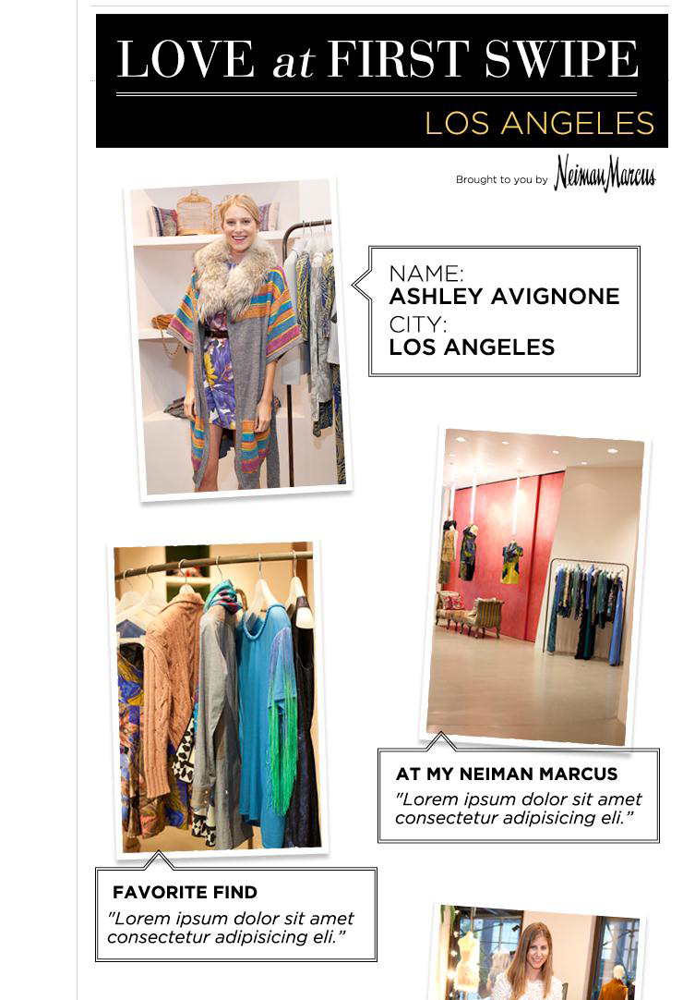 LOVE at FIRST SWIPE
LOS ANGELES
Brought to you by Neiman Marcus
NAME:
ASHLEY AVIGNONE
CITY:
LOS ANGELES
AT MY NEIMAN MARCUS
"Lorem ipsum dolor sit amet
consectetur adipisicing eli.”
FAVORITE FIND
"Lorem ipsum dolor sit amet
consectetur adipisicing eli.”